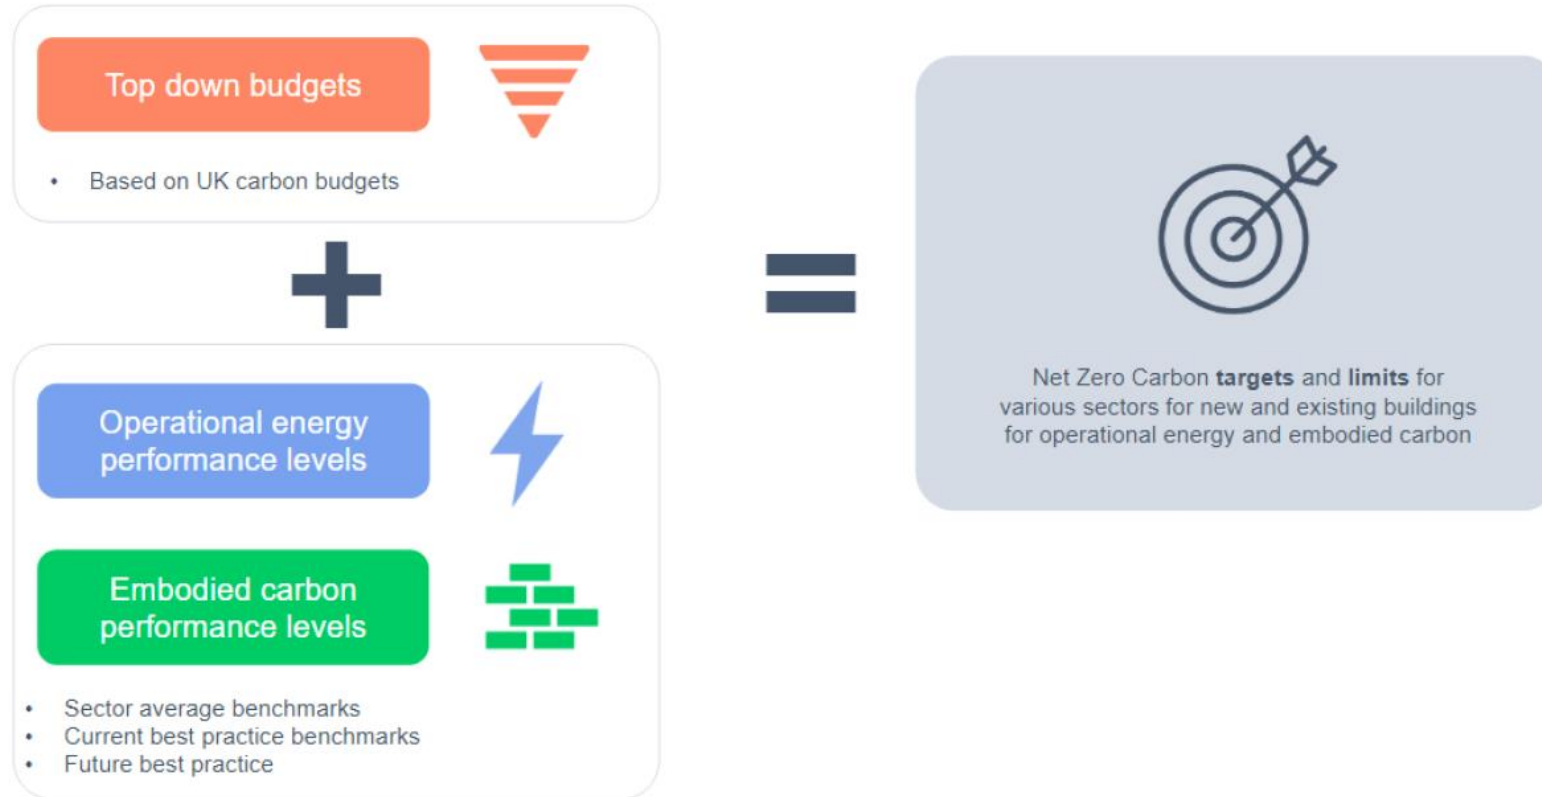 Top down budgets
• Based on UK carbon budgets
Operational energy
performance levels
Embodied carbon
performance levels
• Sector average benchmarks
• Current best practice benchmarks
• Future best practice
Net Zero Carbon targets and limits for
various sectors for new and existing buildings
for operational energy and embodied carbon